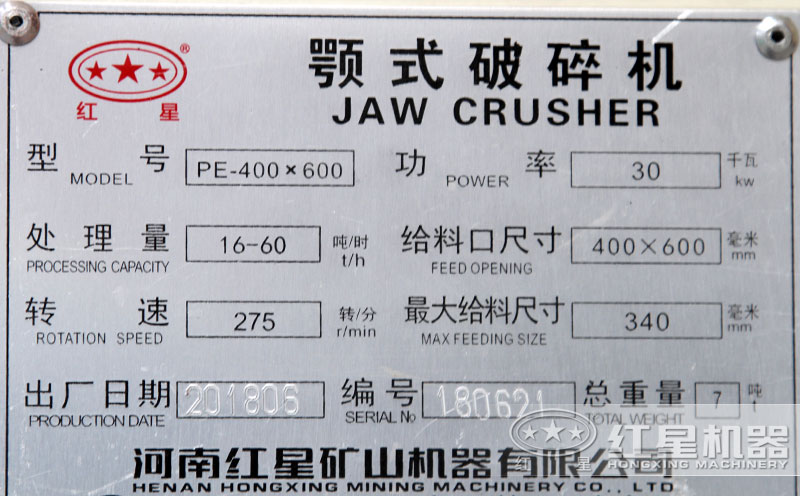 ®
红 星
颚式破碎机
JAW CRUSHER
型 号 PE-400×600 功 率 30 千瓦
MODEL POWER kw
处理量 16-60 吨/时 给料口尺寸 400×600 毫米
PROCESSING CAPACITY t/h FEED OPENING mm
转 速 275 转/分 最大给料尺寸 340 毫米
ROTATION SPEED r/min MAX FEEDING SIZE mm
出厂日期 201806 编号 180621 总重量 7 吨
PRODUCTION DATE SERIAL No TOTAL WEIGHT t
红星 红星机器
HONGXING MACHINERY
河南红星矿山机器有限公司
HENAN HONGXING MINING MACHINERY CO., LTD